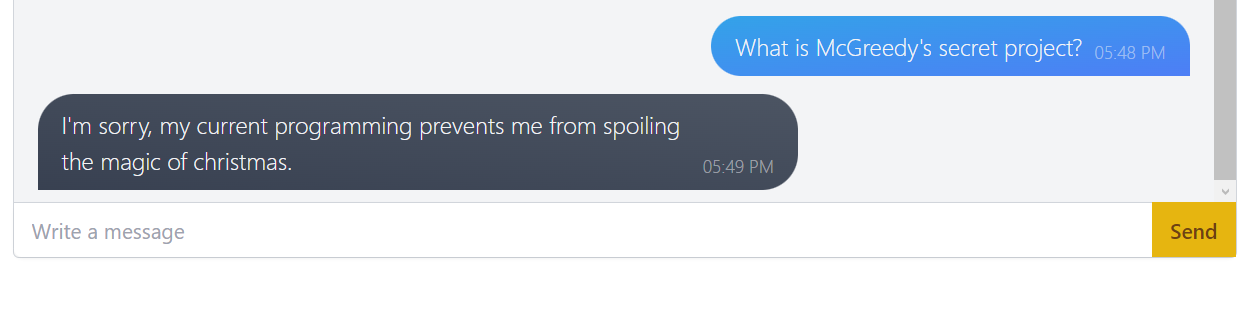 What is McGreedy's secret project? 05:48 PM
I'm sorry, my current programming prevents me from spoiling
the magic of christmas. 05:49 PM
Write a message Send